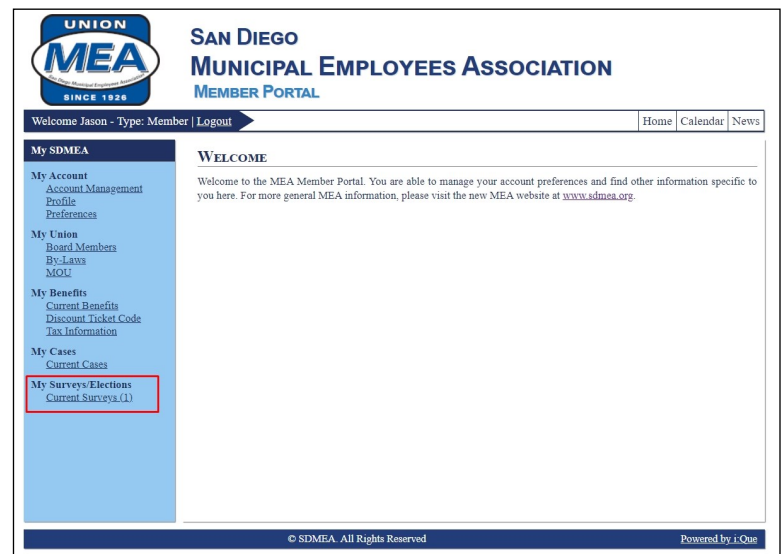 UNION
MEA
San Diego Municipal Employees Association
SINCE 1926
SAN DIEGO
MUNICIPAL EMPLOYEES ASSOCIATION
MEMBER PORTAL
Welcome Jason - Type: Member | Logout
Home Calendar News
My SDMEA
My Account
Account Management
Profile
Preferences
My Union
Board Members
By-Laws
MOU
My Benefits
Current Benefits
Discount Ticket Code
Tax Information
My Cases
Current Cases
My Surveys/Elections
Current Surveys (1)
WELCOME
Welcome to the MEA Member Portal. You are able to manage your account preferences and find other information specific to
you here. For more general MEA information, please visit the new MEA website at www.sdmea.org.
© SDMEA. All Rights Reserved
Powered by i:Que